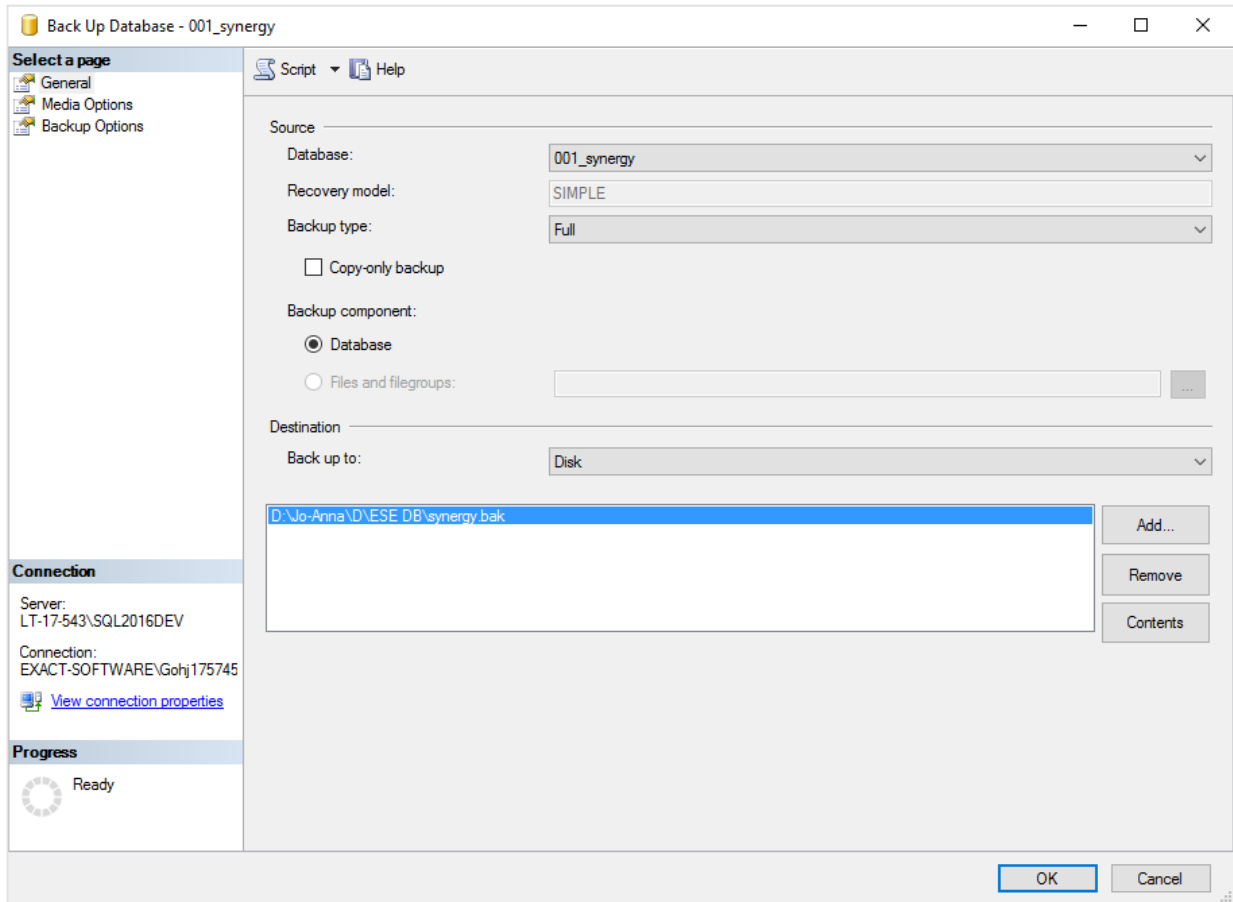 Back Up Database - 001_synergy
Select a page
General
Media Options
Backup Options
Script
Help
Source
Database:
001_synergy
Recovery model:
SIMPLE
Backup type:
Full
Copy-only backup
Backup component:
Database
Files and filegroups:
...
Destination
Back up to:
Disk
D:\Jo-Anna\D\ESE DB\synergy.bak
Add...
Remove
Contents
Connection
Server:
LT-17-543\SQL2016DEV
Connection:
EXACT-SOFTWARE\Gohj175745
View connection properties
Progress
Ready
OK
Cancel